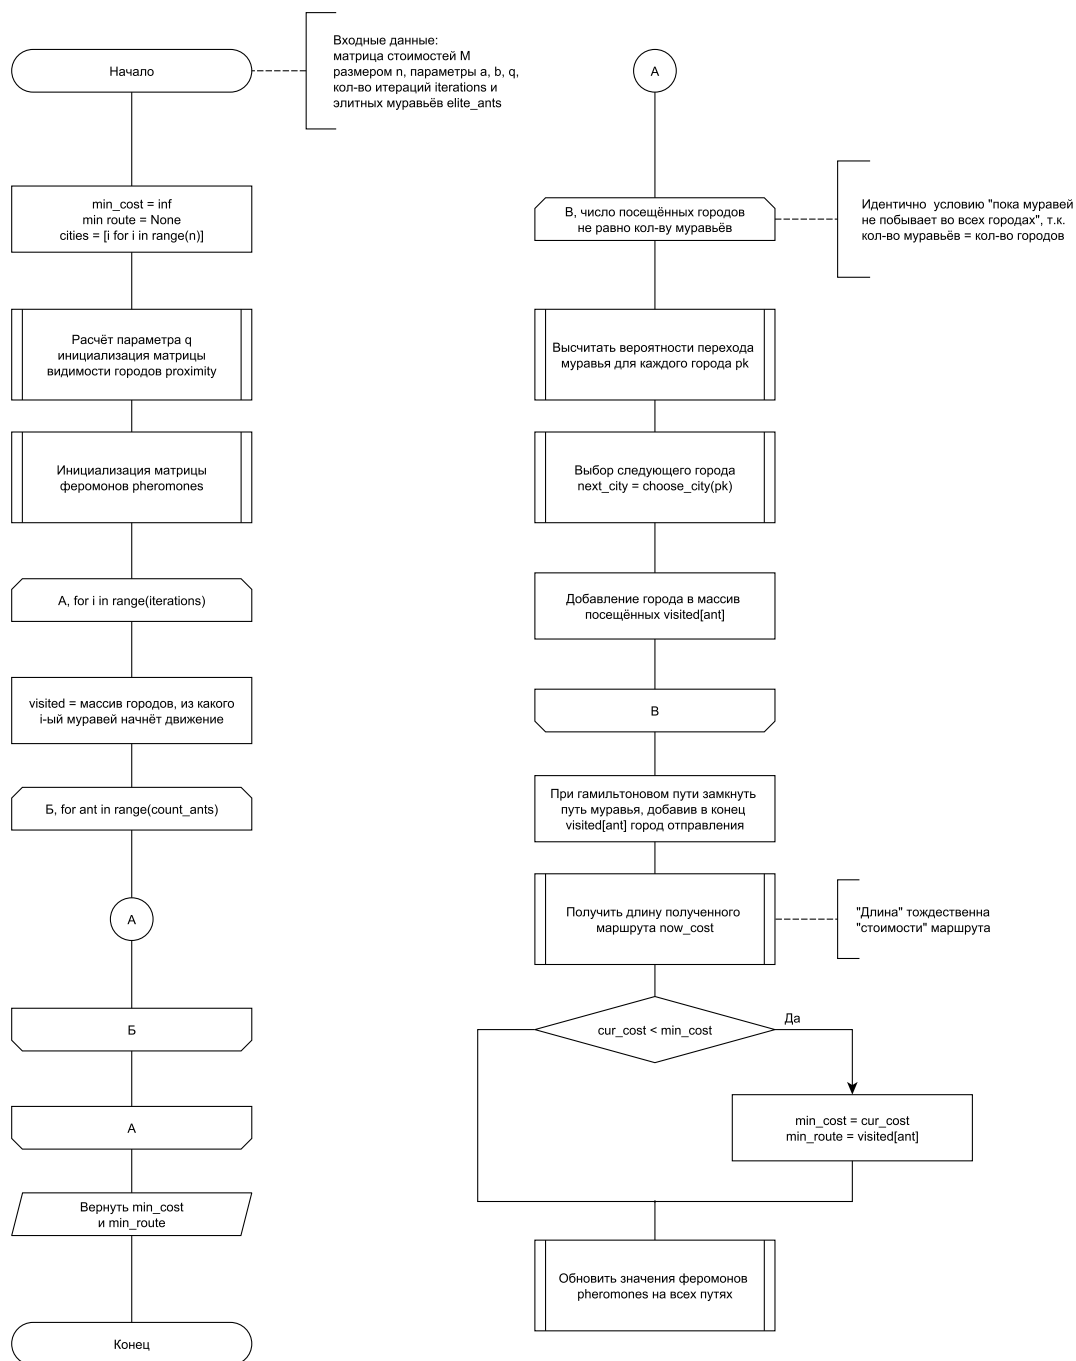 Начало
Входные данные:
матрица стоимостей M
размером n, параметры a, b, q,
кол-во итераций iterations и
элитных муравьёв elite_ants
min_cost = inf
min route = None
cities = [i for i in range(n)]
Расчёт параметра q
инициализация матрицы
видимости городов proximity
Инициализация матрицы
феромонов pheromones
А, for i in range(iterations)
visited = массив городов, из какого
i-ый муравей начнёт движение
Б, for ant in range(count_ants)
А
Б
А
Вернуть min_cost
и min_route
Конец
А
В, число посещённых городов
не равно кол-ву муравьёв
Идентично условию "пока муравей
не побывает во всех городах", т.к.
кол-во муравьёв = кол-во городов
Высчитать вероятности перехода
муравья для каждого города pk
Выбор следующего города
next_city = choose_city(pk)
Добавление города в массив
посещённых visited[ant]
В
При гамильтоновом пути замкнуть
путь муравья, добавив в конец
visited[ant] город отправления
Получить длину полученного
маршрута now_cost
"Длина" тождественна
"стоимости" маршрута
cur_cost < min_cost
Да
min_cost = cur_cost
min_route = visited[ant]
Обновить значения феромонов
pheromones на всех путях